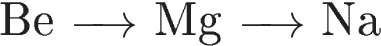 Be ⟶ Mg ⟶ Na